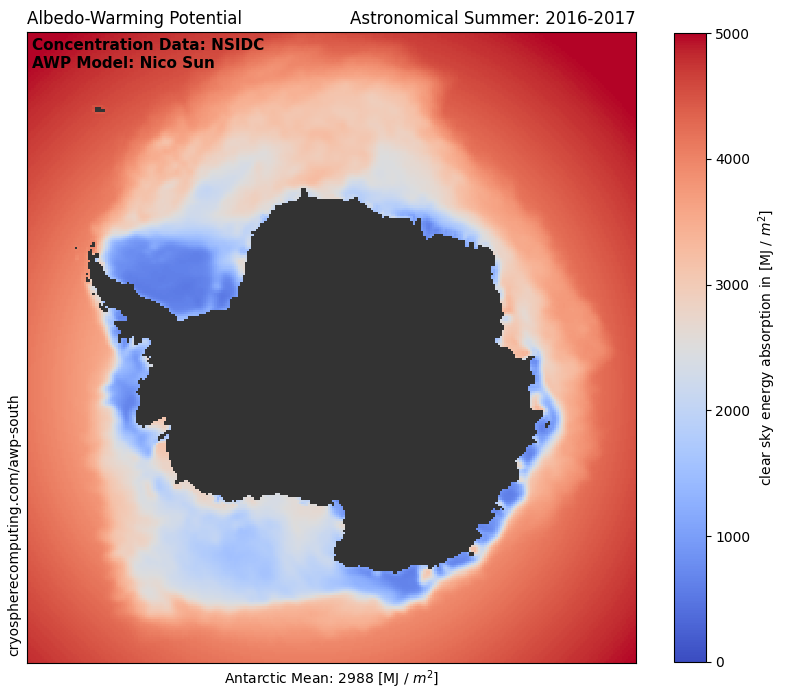 Albedo-Warming Potential
Astronomical Summer: 2016-2017
Concentration Data: NSIDC
AWP Model: Nico Sun
cryospherecomputing.com/awp-south
Antarctic Mean: 2988 [MJ / m²]
5000
4000
3000
2000
1000
0
clear sky energy absorption in [MJ / m²]